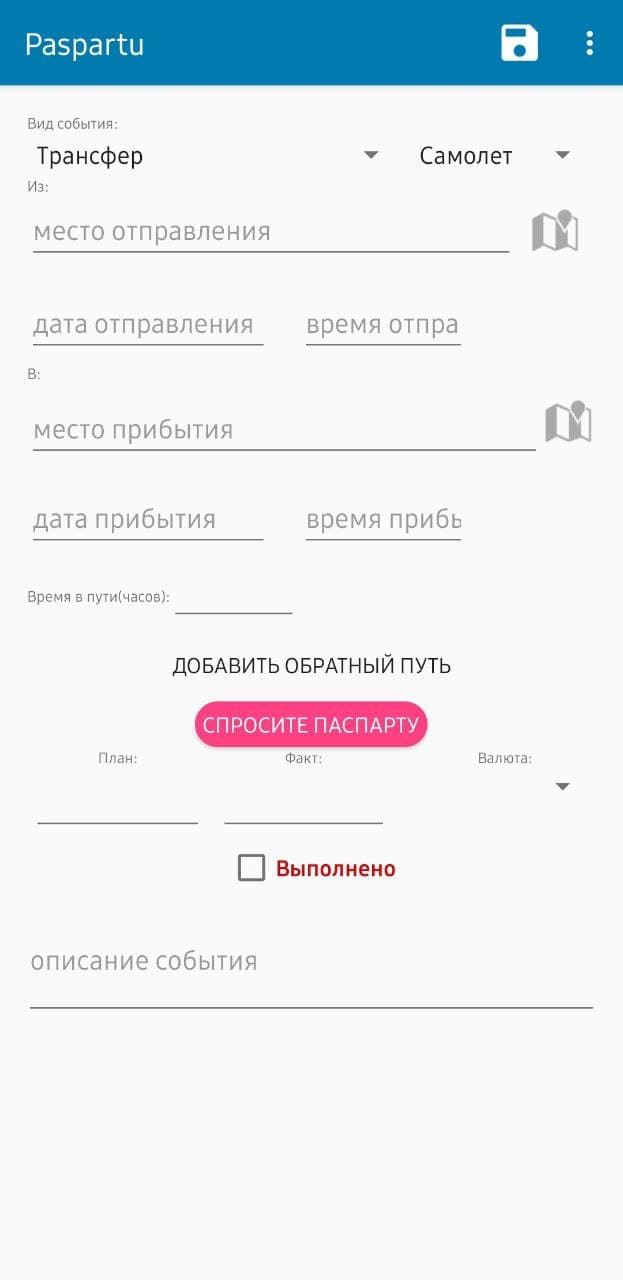 Paspartu
Вид события:
Трансфер Самолет
Из:
место отправления
дата отправления время отпра
В:
место прибытия
дата прибытия время прибы
Время в пути(часов):
ДОБАВИТЬ ОБРАТНЫЙ ПУТЬ
СПРОСИТЕ ПАСПАРТУ
План: Факт: Валюта:
Выполнено
описание события